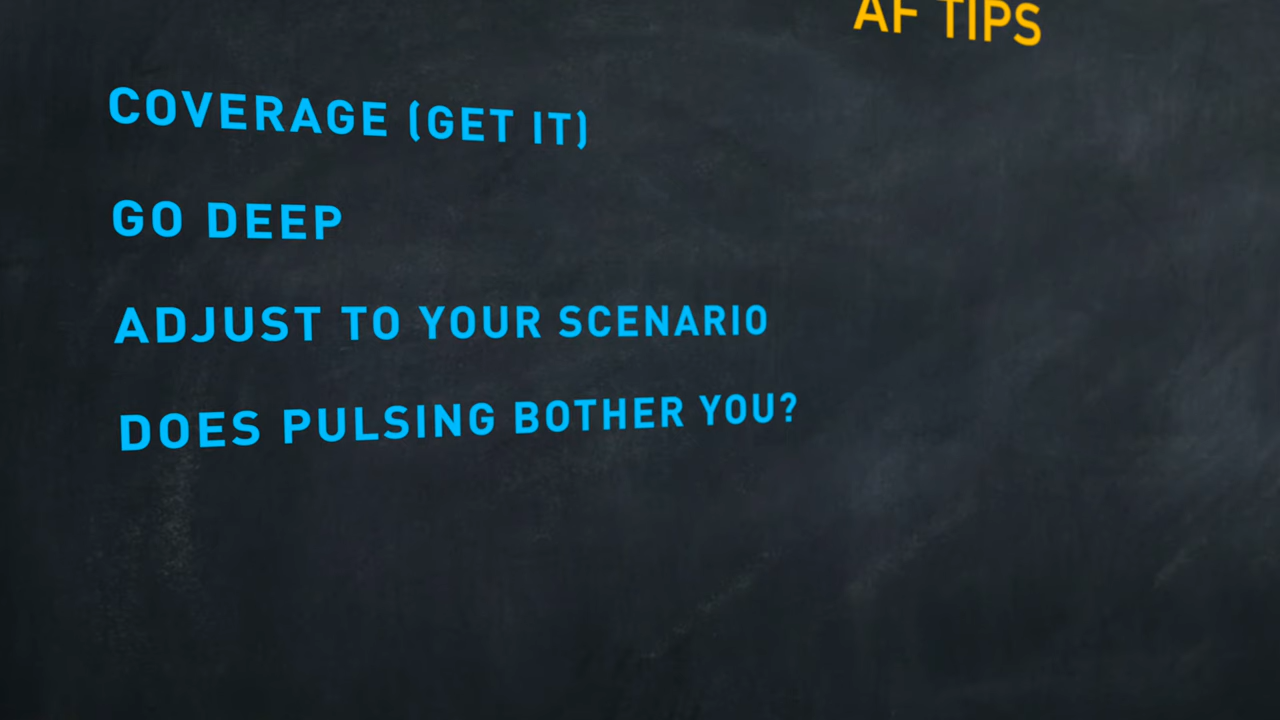 AF TIPS
COVERAGE (GET IT)
GO DEEP
ADJUST TO YOUR SCENARIO
DOES PULSING BOTHER YOU?